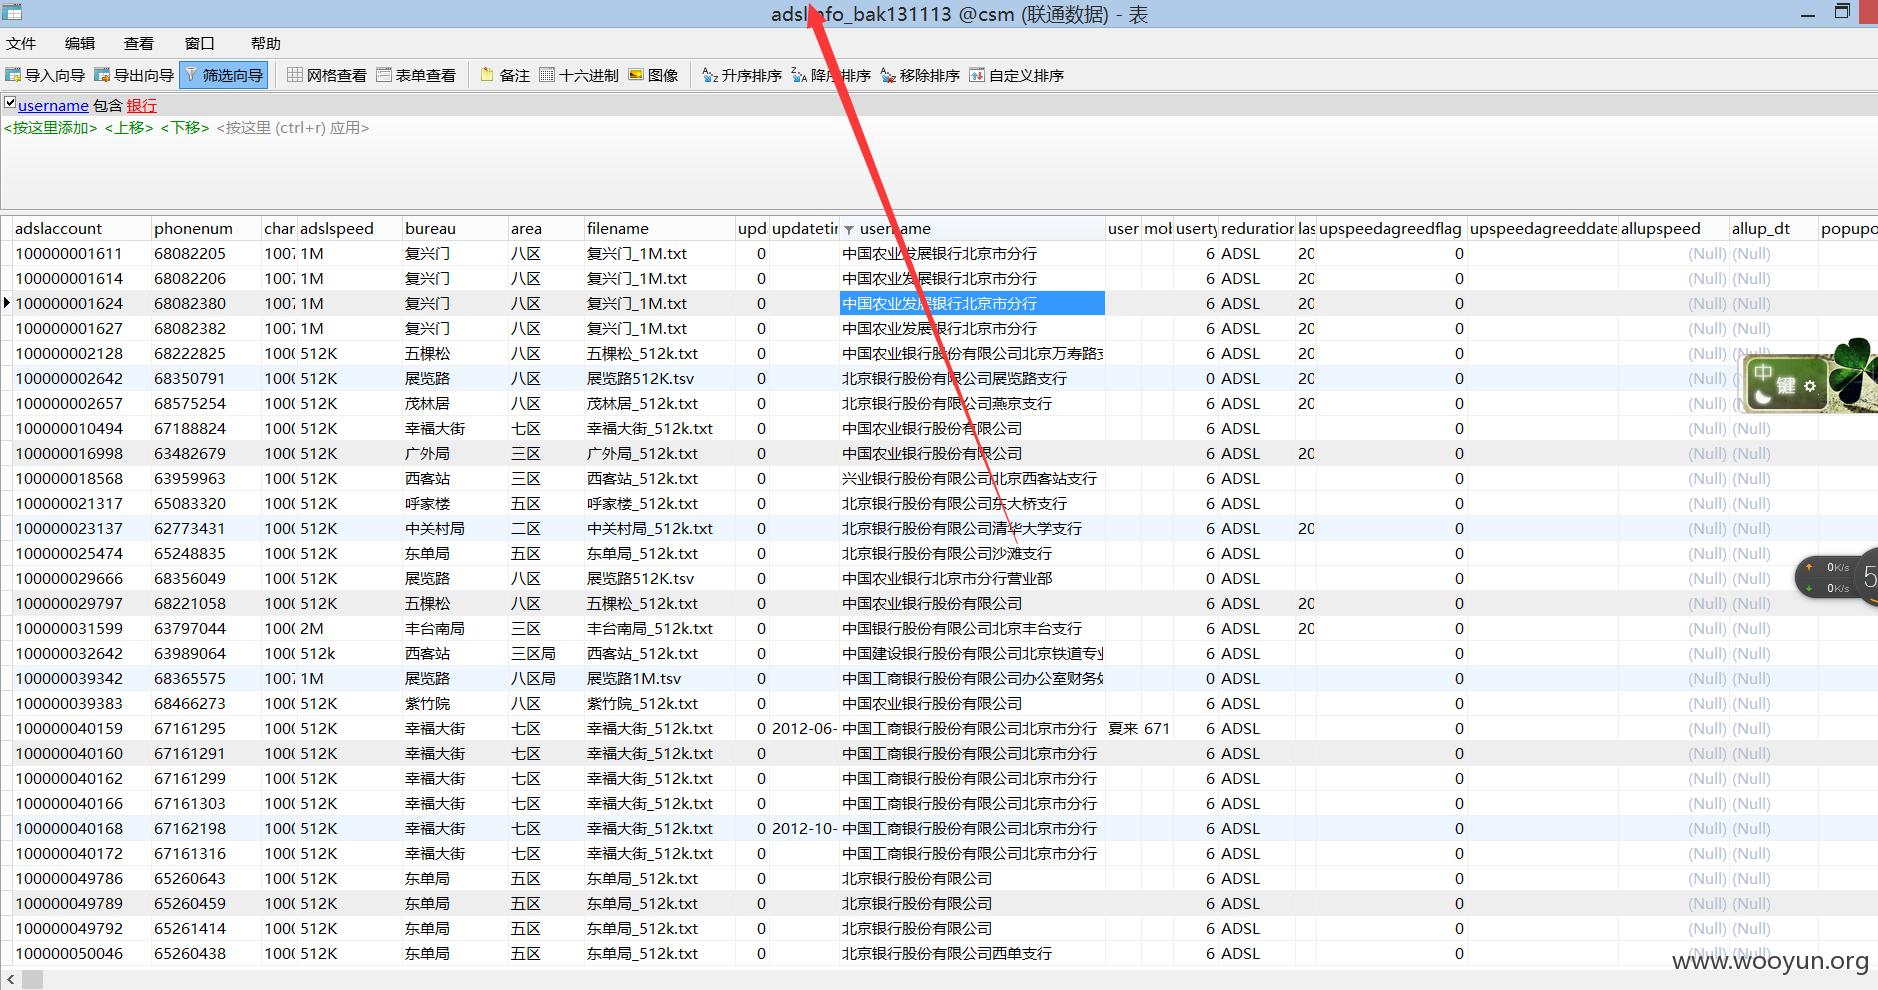 adslinfo_bak131113 @csm (联通数据) - 表
文件 编辑 查看 窗口 帮助
导入向导 导出向导 筛选向导 网格查看 表单查看 备注 十六进制 图像 升序排序 降序排序 移除排序 自定义排序
username 包含 银行
<按这里添加> <上移> <下移> <按这里 (ctrl+r) 应用>
adslaccount phonenum char adslspeed bureau area filename upd updatetir username user mob userty reduration las upspeedagreedflag upspeedagreeddate allupspeed allup_dt popupo
100000001611 68082205 1007 1M 复兴门 八区 复兴门_1M.txt 0 中国农业发展银行北京市分行 6 ADSL 20 0 (Null) (Null)
100000001614 68082206 1007 1M 复兴门 八区 复兴门_1M.txt 0 中国农业发展银行北京市分行 6 ADSL 20 0 (Null) (Null)
100000001624 68082380 1007 1M 复兴门 八区 复兴门_1M.txt 0 中国农业发展银行北京市分行 6 ADSL 20 0 (Null) (Null)
100000001627 68082382 1007 1M 复兴门 八区 复兴门_1M.txt 0 中国农业发展银行北京市分行 6 ADSL 20 0 (Null) (Null)
100000002128 68222825 100 512K 五棵松 八区 五棵松_512k.txt 0 中国农业银行股份有限公司北京万寿路支 6 ADSL 20 0 (Null) (Null)
100000002642 68350791 100 512K 展览路 八区 展览路512K.tsv 0 北京银行股份有限公司展览路支行 0 ADSL 20 0 (Null)
100000002657 68575254 100 512K 茂林居 八区 茂林居_512k.txt 0 北京银行股份有限公司燕京支行 6 ADSL 20 0 (Null)
100000010494 67188824 100 512K 幸福大街 七区 幸福大街_512k.txt 0 中国农业银行股份有限公司 6 ADSL 0 (Null) (Null)
100000016998 63482679 100 512K 广外局 三区 广外局_512k.txt 0 中国农业银行股份有限公司 6 ADSL 20 0 (Null) (Null)
100000018568 63959963 100 512K 西客站 三区 西客站_512k.txt 0 兴业银行股份有限公司北京西客站支行 6 ADSL 0 (Null) (Null)
100000021317 65083320 100 512K 呼家楼 五区 呼家楼_512k.txt 0 北京银行股份有限公司东大桥支行 6 ADSL 0 (Null) (Null)
100000023137 62773431 100 512K 中关村局 二区 中关村局_512k.txt 0 北京银行股份有限公司清华大学支行 6 ADSL 20 0 (Null) (Null)
100000025474 65248835 100 512K 东单局 五区 东单局_512k.txt 0 北京银行股份有限公司沙滩支行 6 ADSL 0 (Null) (Null)
100000029666 68356049 100 512K 展览路 八区 展览路512K.tsv 0 中国农业银行北京市分行营业部 0 ADSL 0 (Null) (Null)
100000029797 68221058 100 512K 五棵松 八区 五棵松_512k.txt 0 中国农业银行股份有限公司 6 ADSL 20 0 (Null) (Null)
100000031599 63797044 100 2M 丰台南局 三区 丰台南局_512k.txt 0 中国银行股份有限公司北京丰台支行 6 ADSL 20 0 (Null) (Null)
100000032642 63989064 100 512k 西客站 三区局 西客站_512k.txt 0 中国建设银行股份有限公司北京铁道专业 6 ADSL 0 (Null) (Null)
100000039342 68365575 1007 1M 展览路 八区局 展览路1M.tsv 0 中国工商银行股份有限公司办公室财务处 0 ADSL 0 (Null) (Null)
100000039383 68466273 100 512K 紫竹院 八区 紫竹院_512k.txt 0 中国农业银行股份有限公司 6 ADSL 0 (Null) (Null)
100000040159 67161295 100 512K 幸福大街 七区 幸福大街_512k.txt 0 2012-06- 中国工商银行股份有限公司北京市分行 夏来 671 6 ADSL 0 (Null) (Null)
100000040160 67161291 100 512K 幸福大街 七区 幸福大街_512k.txt 0 中国工商银行股份有限公司北京市分行 6 ADSL 0 (Null) (Null)
100000040162 67161299 100 512K 幸福大街 七区 幸福大街_512k.txt 0 中国工商银行股份有限公司北京市分行 6 ADSL 0 (Null) (Null)
100000040166 67161303 100 512K 幸福大街 七区 幸福大街_512k.txt 0 中国工商银行股份有限公司北京市分行 6 ADSL 0 (Null) (Null)
100000040168 67162198 100 512K 幸福大街 七区 幸福大街_512k.txt 0 2012-10- 中国工商银行股份有限公司北京市分行 6 ADSL 0 (Null) (Null)
100000040172 67161316 100 512K 幸福大街 七区 幸福大街_512k.txt 0 中国工商银行股份有限公司北京市分行 6 ADSL 0 (Null) (Null)
100000049786 65260643 100 512K 东单局 五区 东单局_512k.txt 0 北京银行股份有限公司 6 ADSL 0 (Null) (Null)
100000049789 65260459 100 512K 东单局 五区 东单局_512k.txt 0 北京银行股份有限公司 6 ADSL 0 (Null) (Null)
100000049792 65261414 100 512K 东单局 五区 东单局_512k.txt 0 北京银行股份有限公司 6 ADSL 0 (Null) (Null)
100000050046 65260438 100 512K 东单局 五区 东单局_512k.txt 0 北京银行股份有限公司西单支行 6 ADSL 0 (Null) (Null)
中 键
0K/s
0K/s
5
www.wooyun.org